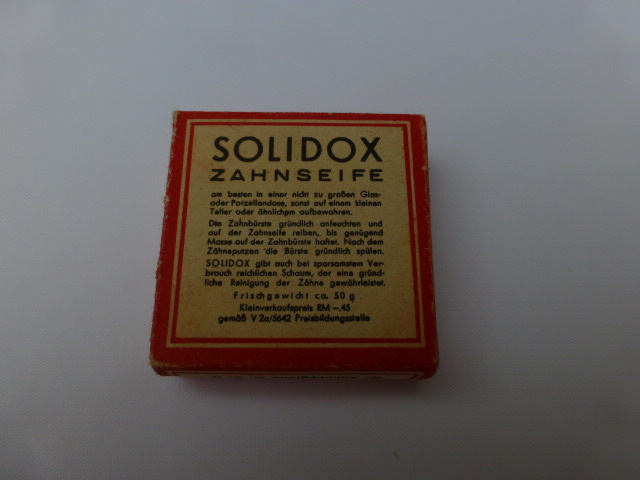 SOLIDOX
ZAHNSEIFE
am besten in einer nicht zu großen Glas-
oder Porzellandose, sonst auf einem kleinen
Teller oder ähnlichem aufbewahren.
Die Zahnbürste gründlich anfeuchten und
auf der Zahnseife reiben, bis genügend
Masse auf der Zahnbürste haftet. Nach dem
Zähneputzen die Bürste gründlich spülen.
SOLIDOX gibt auch bei sparsamstem Ver-
brauch reichlichen Schaum, der eine gründ-
liche Reinigung der Zähne gewährleistet.
Frischgewicht ca. 50 g
Kleinverkaufspreis RM –.45
gemäß V 2a/5642 Preisbildungsstelle